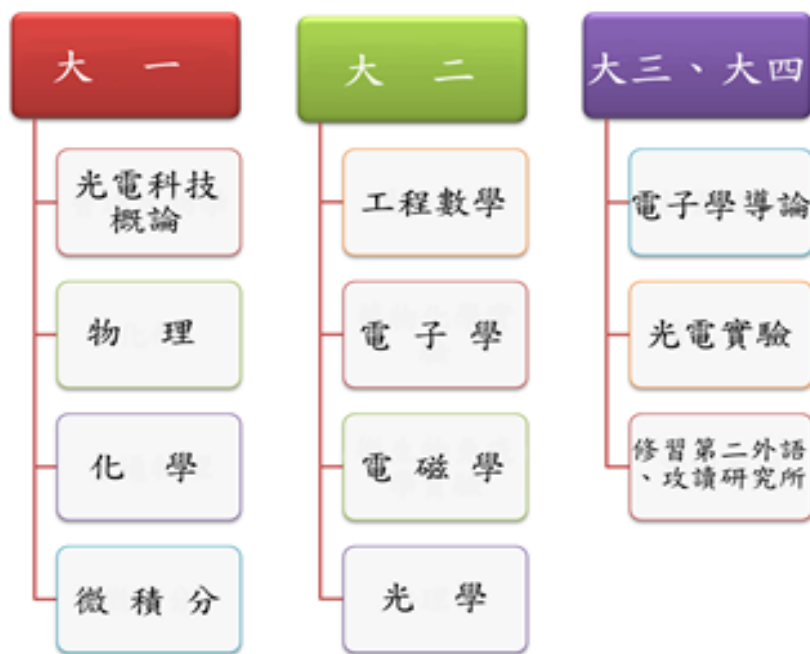 大一
光電科技
概論
物理
化學
微積分
大二
工程數學
電子學
電磁學
光學
大三、大四
電子學導論
光電實驗
修習第二外語
、攻讀研究所